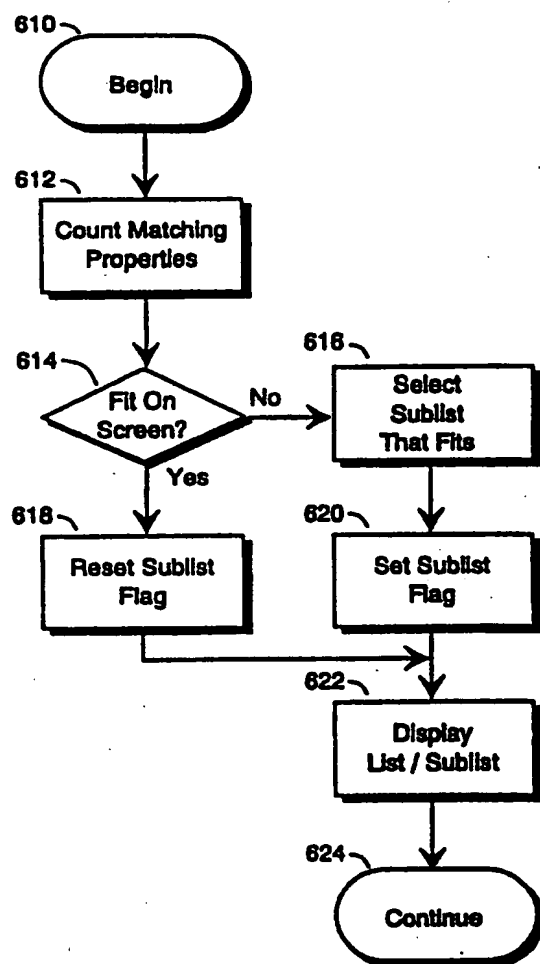 610
Begin
612
Count Matching
Properties
614
Fit On
Screen?
No
Yes
616
Select
Sublist
That Fits
618
Reset Sublist
Flag
620
Set Sublist
Flag
622
Display
List / Sublist
624
Continue